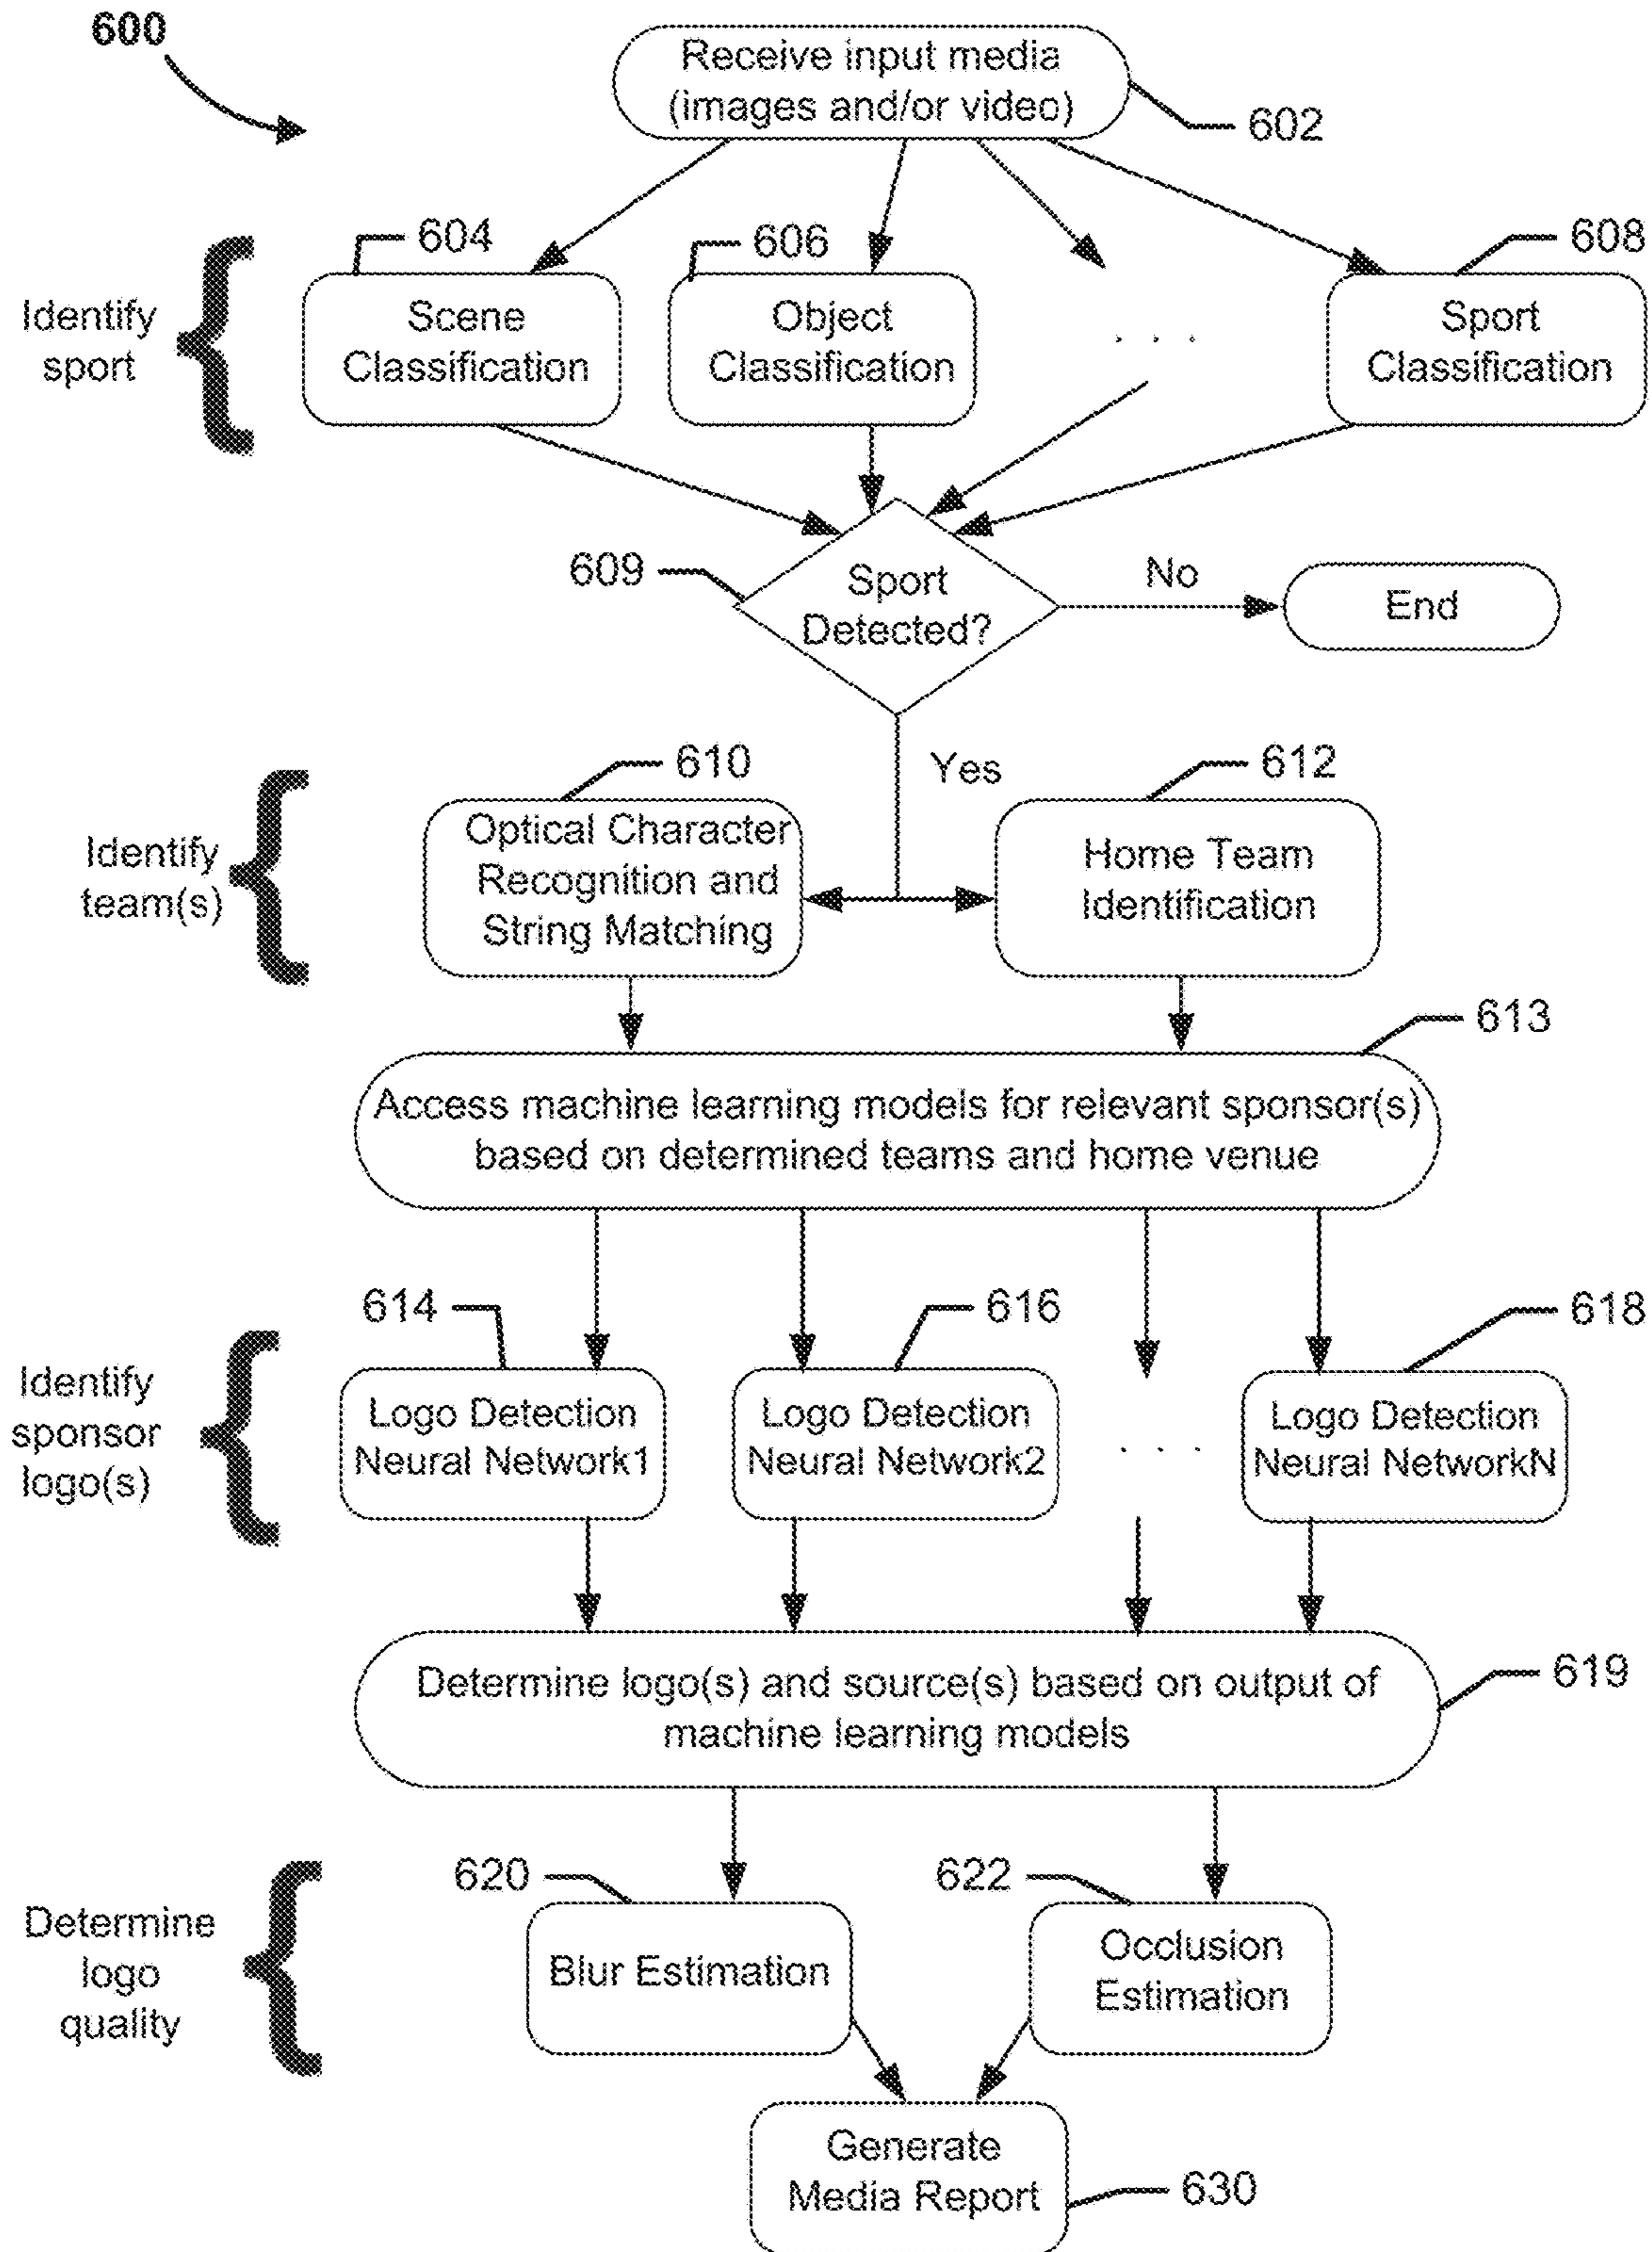 600
Receive input media
(images and/or video)
602
604
606
608
Identify
sport
Scene
Classification
Object
Classification
. . .
Sport
Classification
609
Sport
Detected?
No
End
Yes
610
612
Identify
team(s)
Optical Character
Recognition and
String Matching
Home Team
Identification
613
Access machine learning models for relevant sponsor(s)
based on determined teams and home venue
614
616
618
Identify
sponsor
logo(s)
Logo Detection
Neural Network1
Logo Detection
Neural Network2
. . .
Logo Detection
Neural NetworkN
Determine logo(s) and source(s) based on output of
machine learning models
619
620
622
Determine
logo
quality
Blur Estimation
Occlusion
Estimation
Generate
Media Report
630